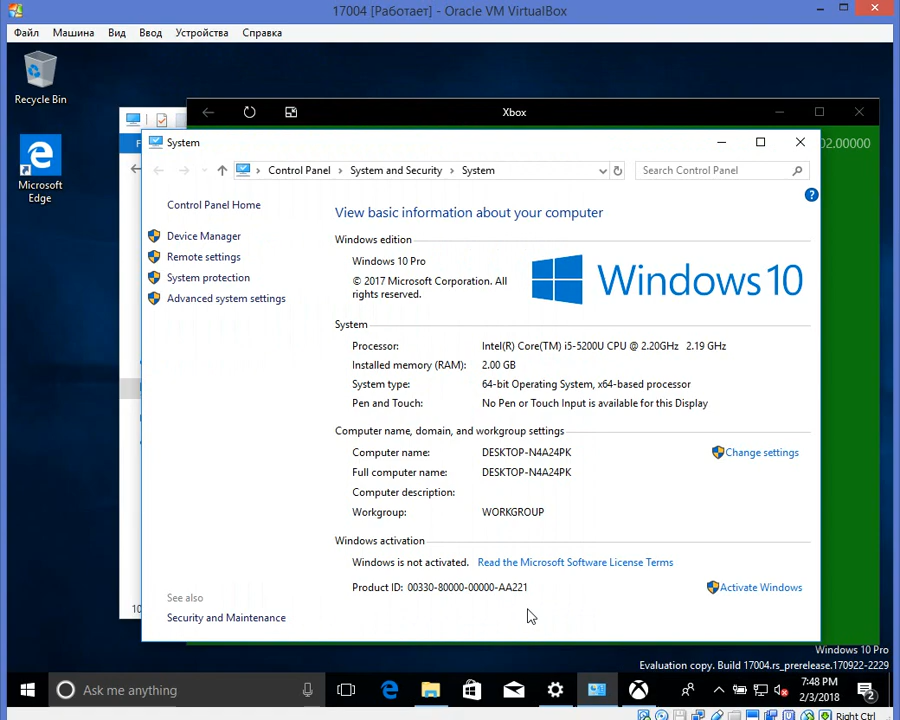 17004 [Работает] - Oracle VM VirtualBox
Файл Машина Вид Ввод Устройства Справка
Recycle Bin
Microsoft
Edge
Xbox
02.00000
System
Control Panel > System and Security > System
Search Control Panel
Control Panel Home
Device Manager
Remote settings
System protection
Advanced system settings
See also
Security and Maintenance
View basic information about your computer
Windows edition
Windows 10 Pro
© 2017 Microsoft Corporation. All
rights reserved.
Windows 10
System
Processor: Intel(R) Core(TM) i5-5200U CPU @ 2.20GHz 2.19 GHz
Installed memory (RAM): 2.00 GB
System type: 64-bit Operating System, x64-based processor
Pen and Touch: No Pen or Touch Input is available for this Display
Computer name, domain, and workgroup settings
Computer name: DESKTOP-N4A24PK
Change settings
Full computer name: DESKTOP-N4A24PK
Computer description:
Workgroup: WORKGROUP
Windows activation
Windows is not activated. Read the Microsoft Software License Terms
Product ID: 00330-80000-00000-AA221
Activate Windows
10
Windows 10 Pro
Evaluation copy. Build 17004.rs_prerelease.170922-2229
Ask me anything
7:48 PM
2/3/2018
2
Right Ctrl